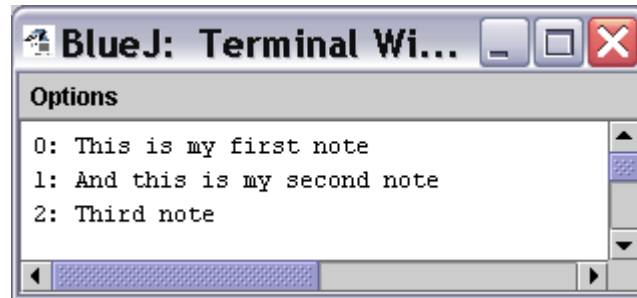 BlueJ: Terminal Wi...
Options
0: This is my first note
1: And this is my second note
2: Third note